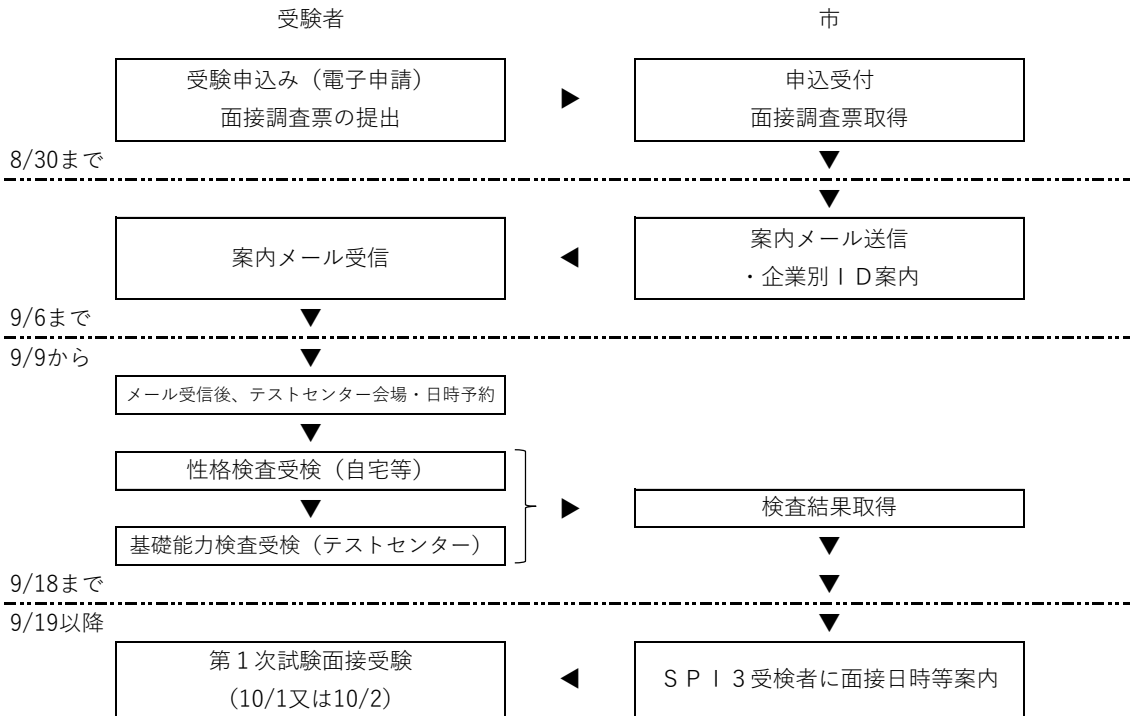 受験者
市
受験申込み（電子申請）
面接調査票の提出
▶
申込受付
面接調査票取得
8/30まで
▼
▼
案内メール受信
◀
案内メール送信
・企業別ＩＤ案内
9/6まで
▼
9/9から
▼
メール受信後、テストセンター会場・日時予約
▼
性格検査受検（自宅等）
▼
基礎能力検査受検（テストセンター）
▶
検査結果取得
▼
9/18まで
▼
9/19以降
▼
第１次試験面接受験
(10/1又は10/2)
◀
ＳＰＩ３受検者に面接日時等案内